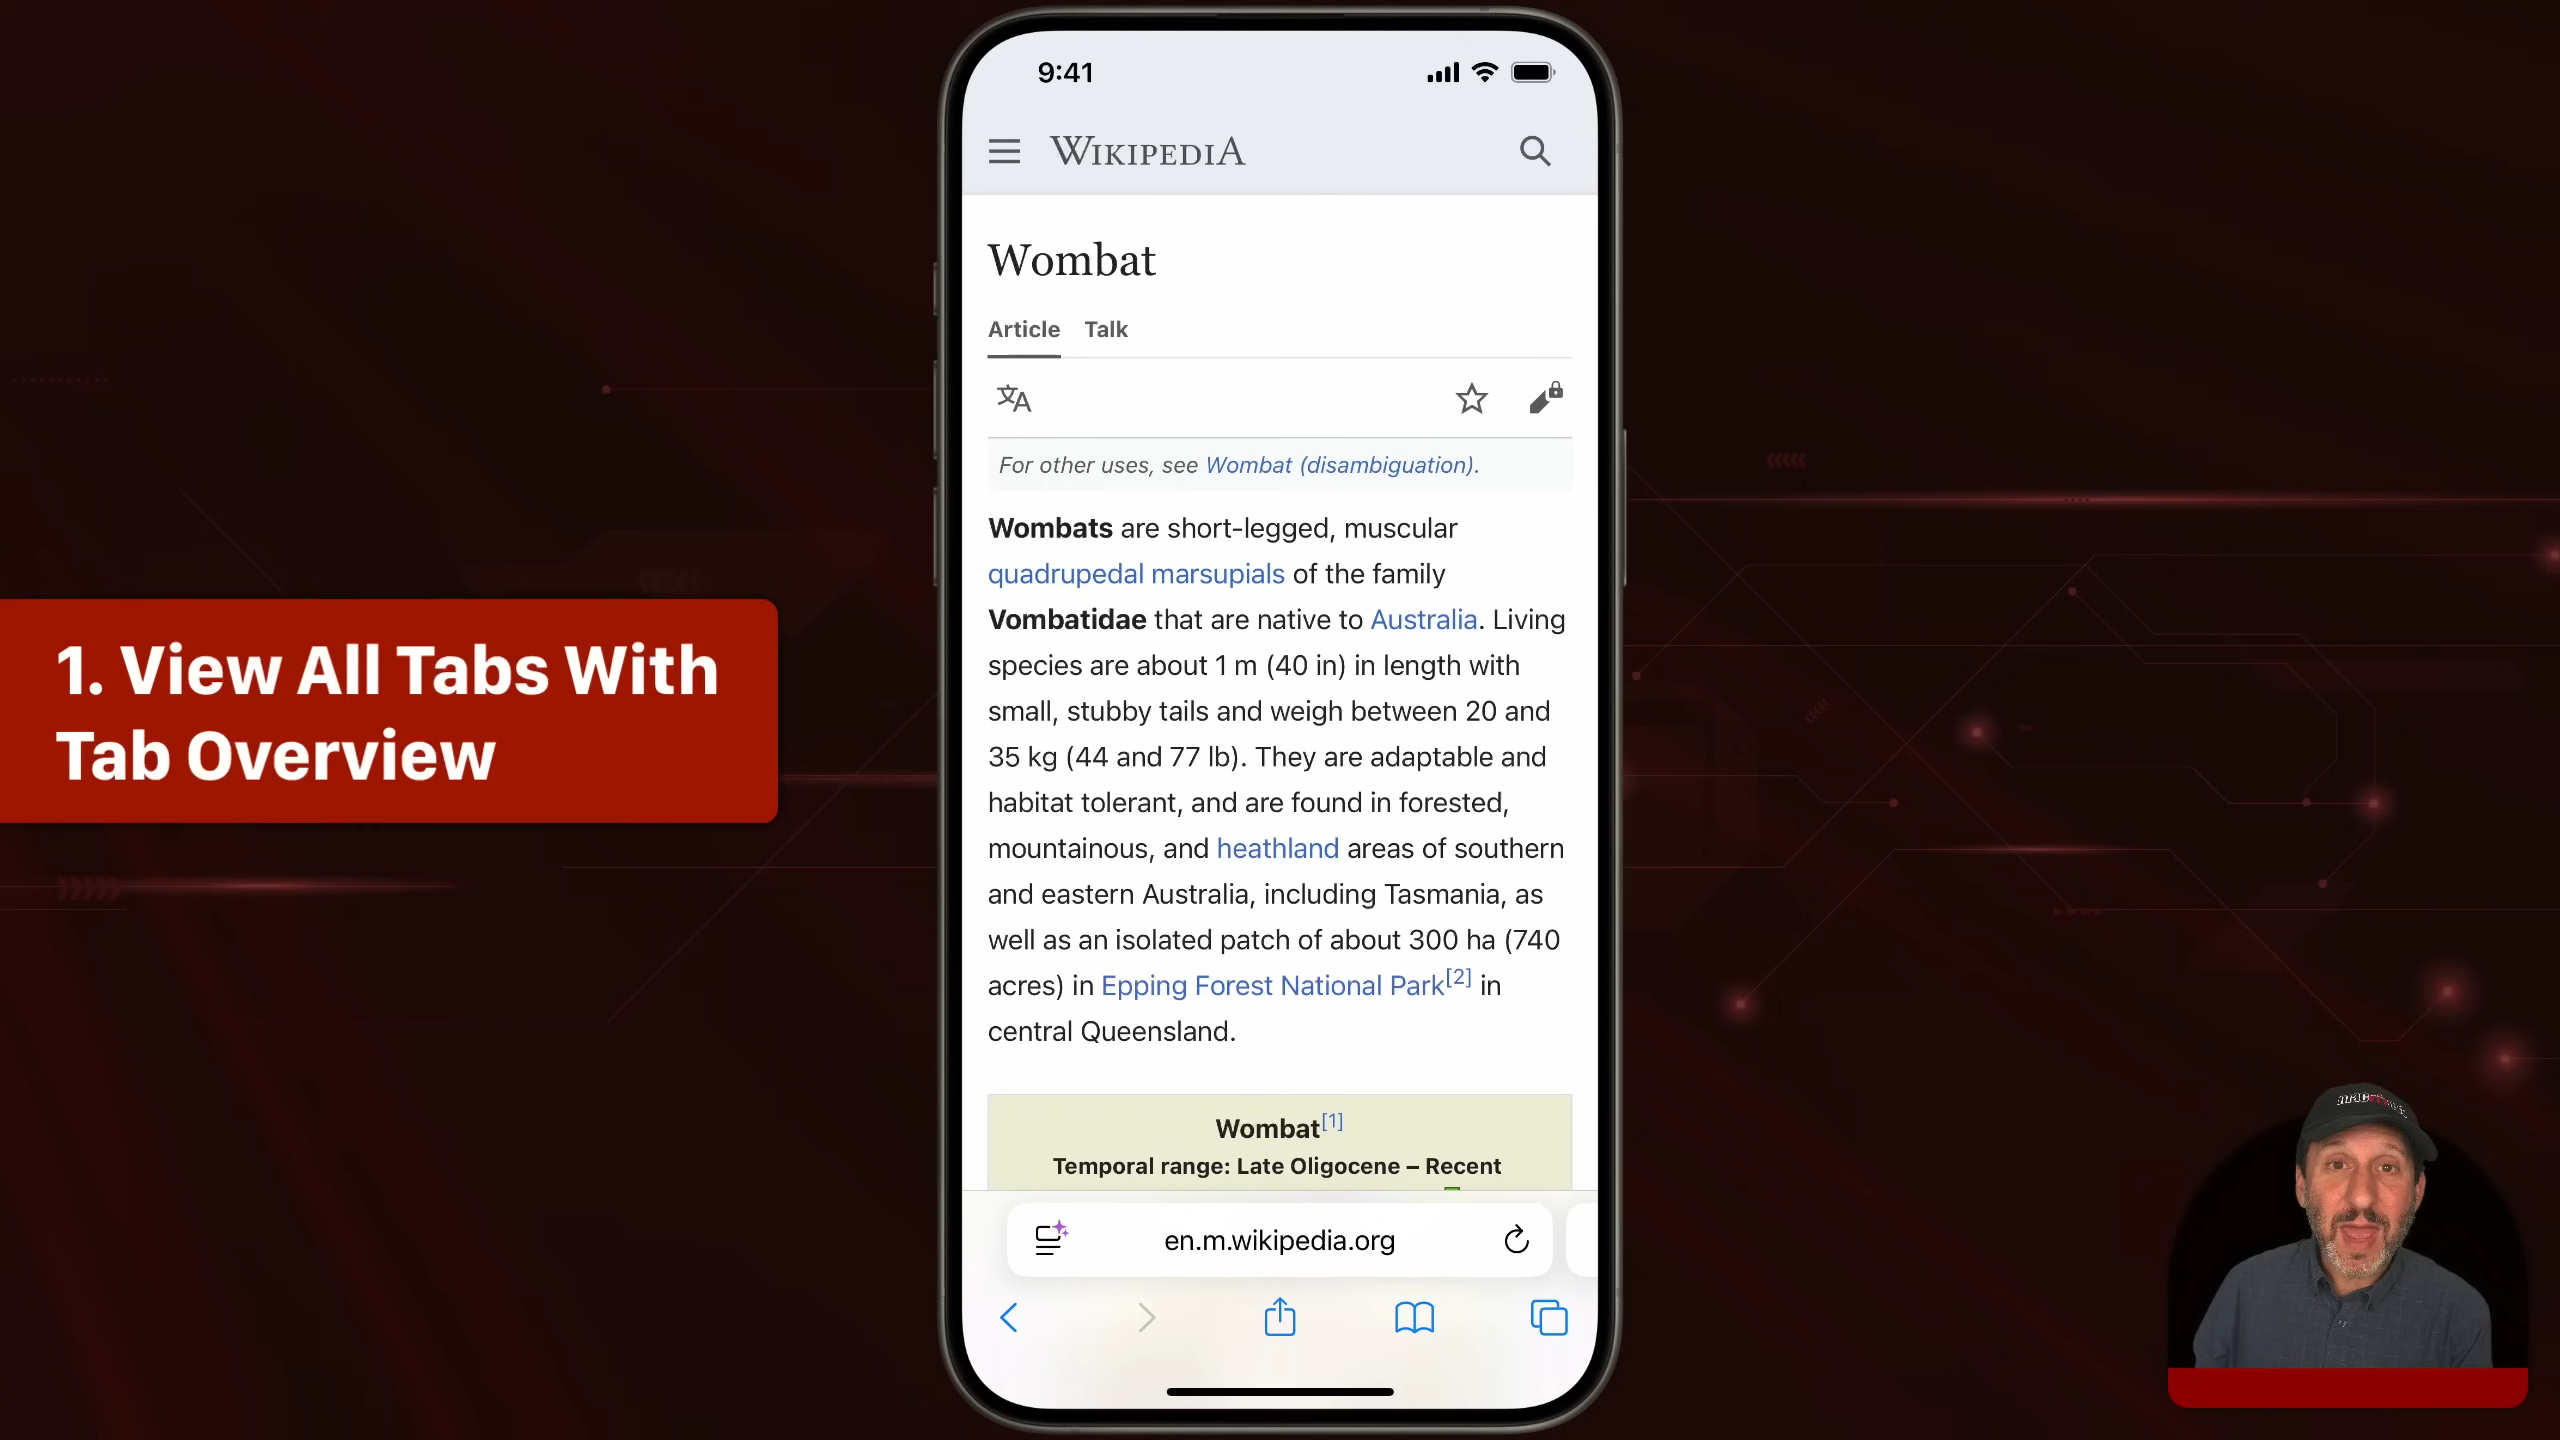 1. View All Tabs With
Tab Overview
9:41
WIKIPEDIA
Wombat
Article Talk
文A
For other uses, see Wombat (disambiguation).
Wombats are short-legged, muscular
quadrupedal marsupials of the family
Vombatidae that are native to Australia. Living
species are about 1 m (40 in) in length with
small, stubby tails and weigh between 20 and
35 kg (44 and 77 lb). They are adaptable and
habitat tolerant, and are found in forested,
mountainous, and heathland areas of southern
and eastern Australia, including Tasmania, as
well as an isolated patch of about 300 ha (740
acres) in Epping Forest National Park[2] in
central Queensland.
Wombat[1]
Temporal range: Late Oligocene – Recent
en.m.wikipedia.org